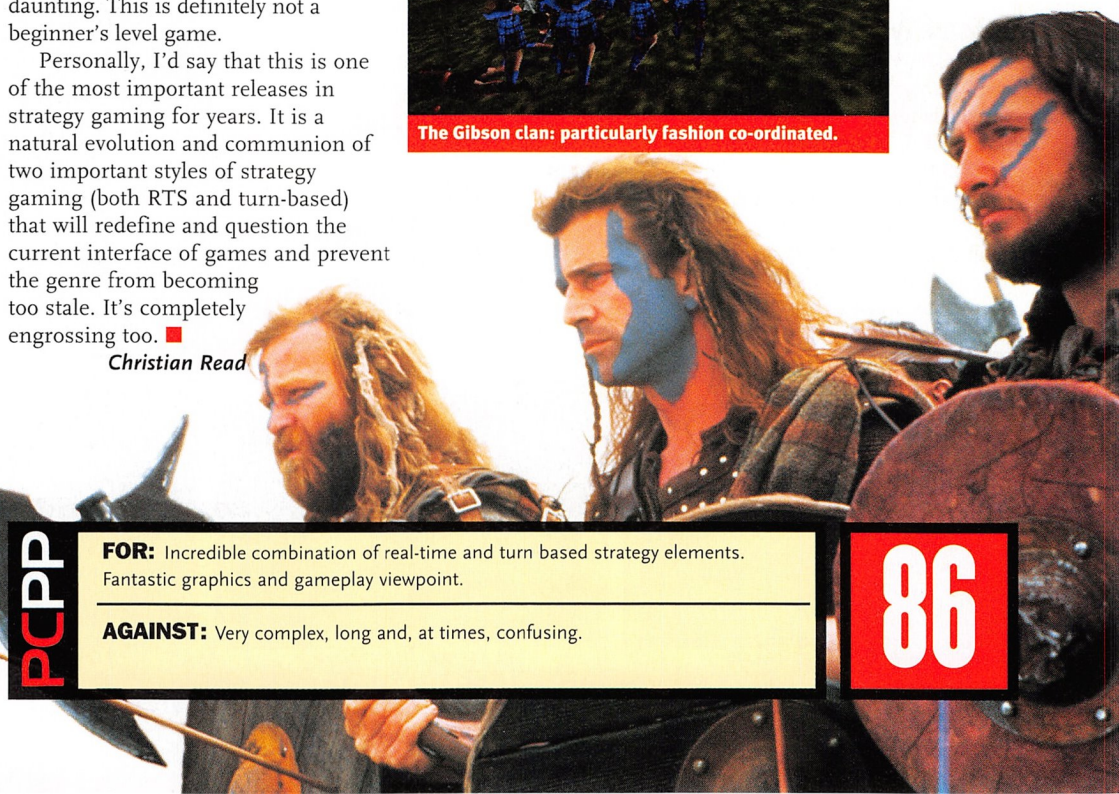 daunting. This is definitely not a
beginner's level game.
Personally, I'd say that this is one
of the most important releases in
strategy gaming for years. It is a
natural evolution and communion of
two important styles of strategy
gaming (both RTS and turn-based)
that will redefine and question the
current interface of games and prevent
the genre from becoming
too stale. It's completely
engrossing too.
Christian Read
The Gibson clan: particularly fashion co-ordinated.
PCPP
FOR: Incredible combination of real-time and turn based strategy elements.
Fantastic graphics and gameplay viewpoint.
AGAINST: Very complex, long and, at times, confusing.
86